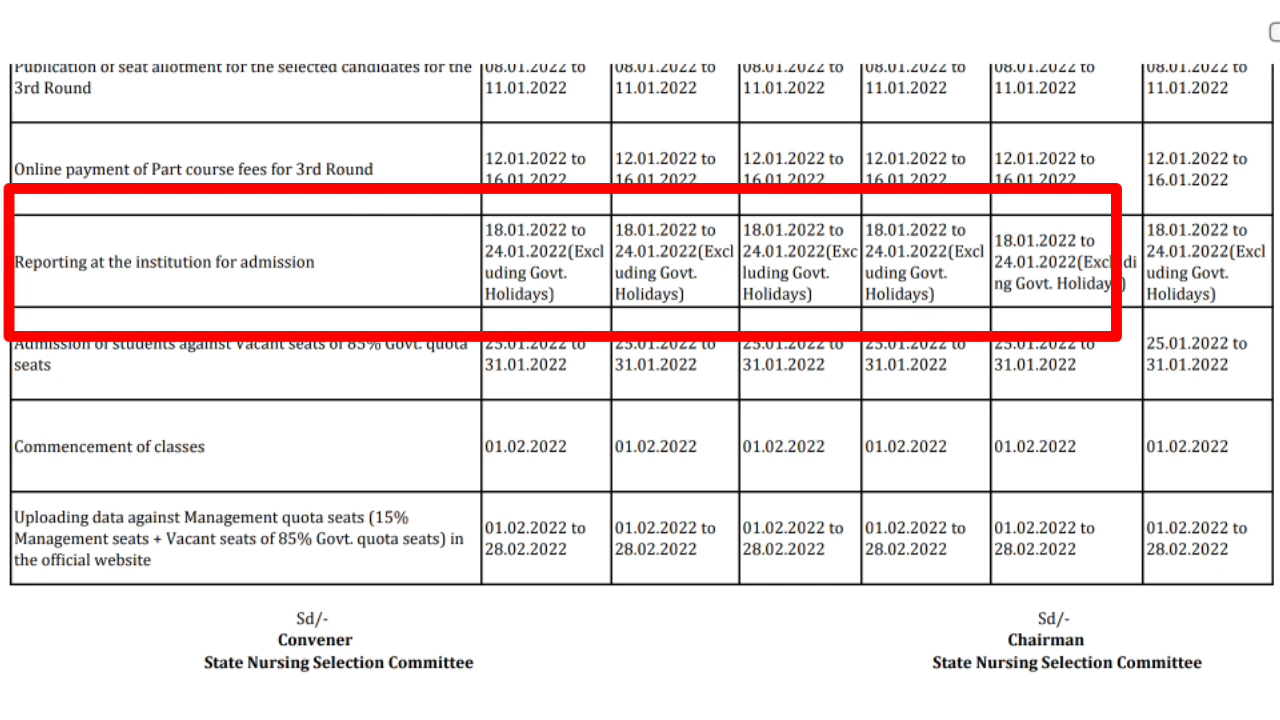 Publication of seat allotment for the selected candidates for the 3rd Round
08.01.2022 to 11.01.2022
08.01.2022 to 11.01.2022
08.01.2022 to 11.01.2022
08.01.2022 to 11.01.2022
08.01.2022 to 11.01.2022
08.01.2022 to 11.01.2022
Online payment of Part course fees for 3rd Round
12.01.2022 to 16.01.2022
12.01.2022 to 16.01.2022
12.01.2022 to 16.01.2022
12.01.2022 to 16.01.2022
12.01.2022 to 16.01.2022
12.01.2022 to 16.01.2022
Reporting at the institution for admission
18.01.2022 to
24.01.2022(Excl
uding Govt.
Holidays)
18.01.2022 to
24.01.2022(Excl
uding Govt.
Holidays)
18.01.2022 to
24.01.2022(Exc
luding Govt.
Holidays)
18.01.2022 to
24.01.2022(Excl
uding Govt.
Holidays)
18.01.2022 to
24.01.2022(Excludi
ng Govt. Holidays)
18.01.2022 to
24.01.2022(Excl
uding Govt.
Holidays)
Admission of students against Vacant seats of 85% Govt. quota
seats
25.01.2022 to
31.01.2022
25.01.2022 to
31.01.2022
25.01.2022 to
31.01.2022
25.01.2022 to
31.01.2022
25.01.2022 to
31.01.2022
25.01.2022 to
31.01.2022
Commencement of classes
01.02.2022
01.02.2022
01.02.2022
01.02.2022
01.02.2022
01.02.2022
Uploading data against Management quota seats (15%
Management seats + Vacant seats of 85% Govt. quota seats) in
the official website
01.02.2022 to
28.02.2022
01.02.2022 to
28.02.2022
01.02.2022 to
28.02.2022
01.02.2022 to
28.02.2022
01.02.2022 to
28.02.2022
01.02.2022 to
28.02.2022
Sd/-
Convener
State Nursing Selection Committee
Sd/-
Chairman
State Nursing Selection Committee